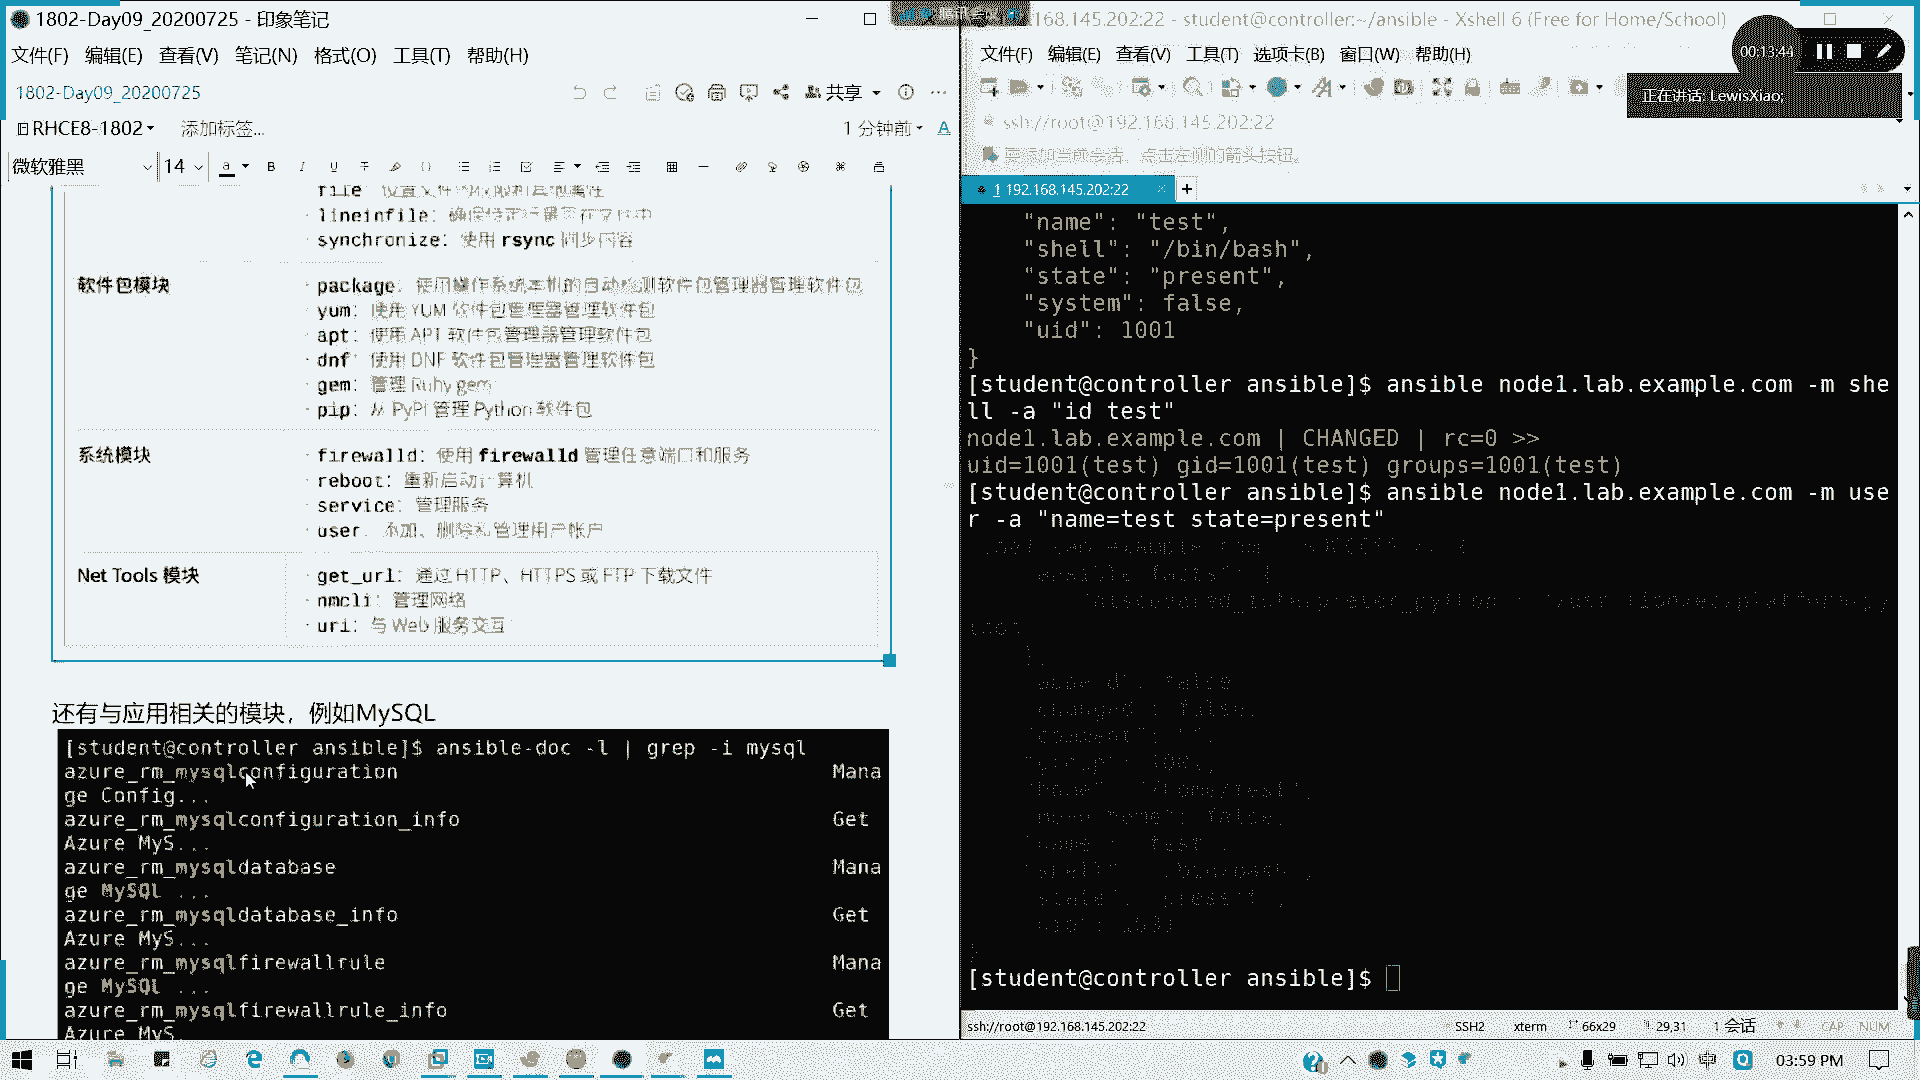 1802-Day09_20200725 - 印象笔记
文件(F) 编辑(E) 查看(V) 笔记(N) 格式(O) 工具(T) 帮助(H)
1802-Day09_20200725
共享
RHCE8-1802
添加标签...
1 分钟前
微软雅黑
14
file: 设置文件
lineinfile:
synchronize: 使用 rsync 同步内容
软件包模块
package: 使用操作系统本机的自动检测软件包管理器管理软件包
yum: 使用 YUM 软件包管理器管理软件包
apt: 使用 APT 软件包管理器管理软件包
dnf: 使用 DNF 软件包管理器管理软件包
gem: 管理 Ruby gem
pip: 从 PyPI 管理 Python 软件包
系统模块
firewalld: 使用 firewalld 管理任意端口和服务
reboot: 重新启动计算机
service: 管理服务
user: 添加、删除和管理用户帐户
Net Tools 模块
get_url: 通过 HTTP、HTTPS 或 FTP 下载文件
nmcli: 管理网络
uri: 与 Web 服务交互
还有与应用相关的模块，例如MySQL
[student@controller ansible]$ ansible-doc -l | grep -i mysql
azure_rm_mysqlconfiguration Mana
ge Config...
azure_rm_mysqlconfiguration_info Get
Azure MyS...
azure_rm_mysqldatabase Mana
ge MySQL ...
azure_rm_mysqldatabase_info Get
Azure MyS...
azure_rm_mysqlfirewallrule Mana
ge MySQL ...
azure_rm_mysqlfirewallrule_info Get
Azure MyS
168.145.202:22 - student@controller:~/ansible - Xshell 6 (Free for Home/School)
文件(F) 编辑(E) 查看(V) 工具(T) 选项卡(B) 窗口(W) 帮助(H)
00:13:44
正在讲话: LewisXiao;
ssh://root@192.168.145.202:22
要添加当前会话，点击左侧的箭头按钮。
1 192.168.145.202:22
"name": "test",
"shell": "/bin/bash",
"state": "present",
"system": false,
"uid": 1001
}
[student@controller ansible]$ ansible node1.lab.example.com -m she
ll -a "id test"
node1.lab.example.com | CHANGED | rc=0 >>
uid=1001(test) gid=1001(test) groups=1001(test)
[student@controller ansible]$ ansible node1.lab.example.com -m use
r -a "name=test state=present"
[student@controller ansible]$
ssh://root@192.168.145.202:22
SSH2
xterm
66x29
29,31
1 会话
CAP
NUM
中
03:59 PM